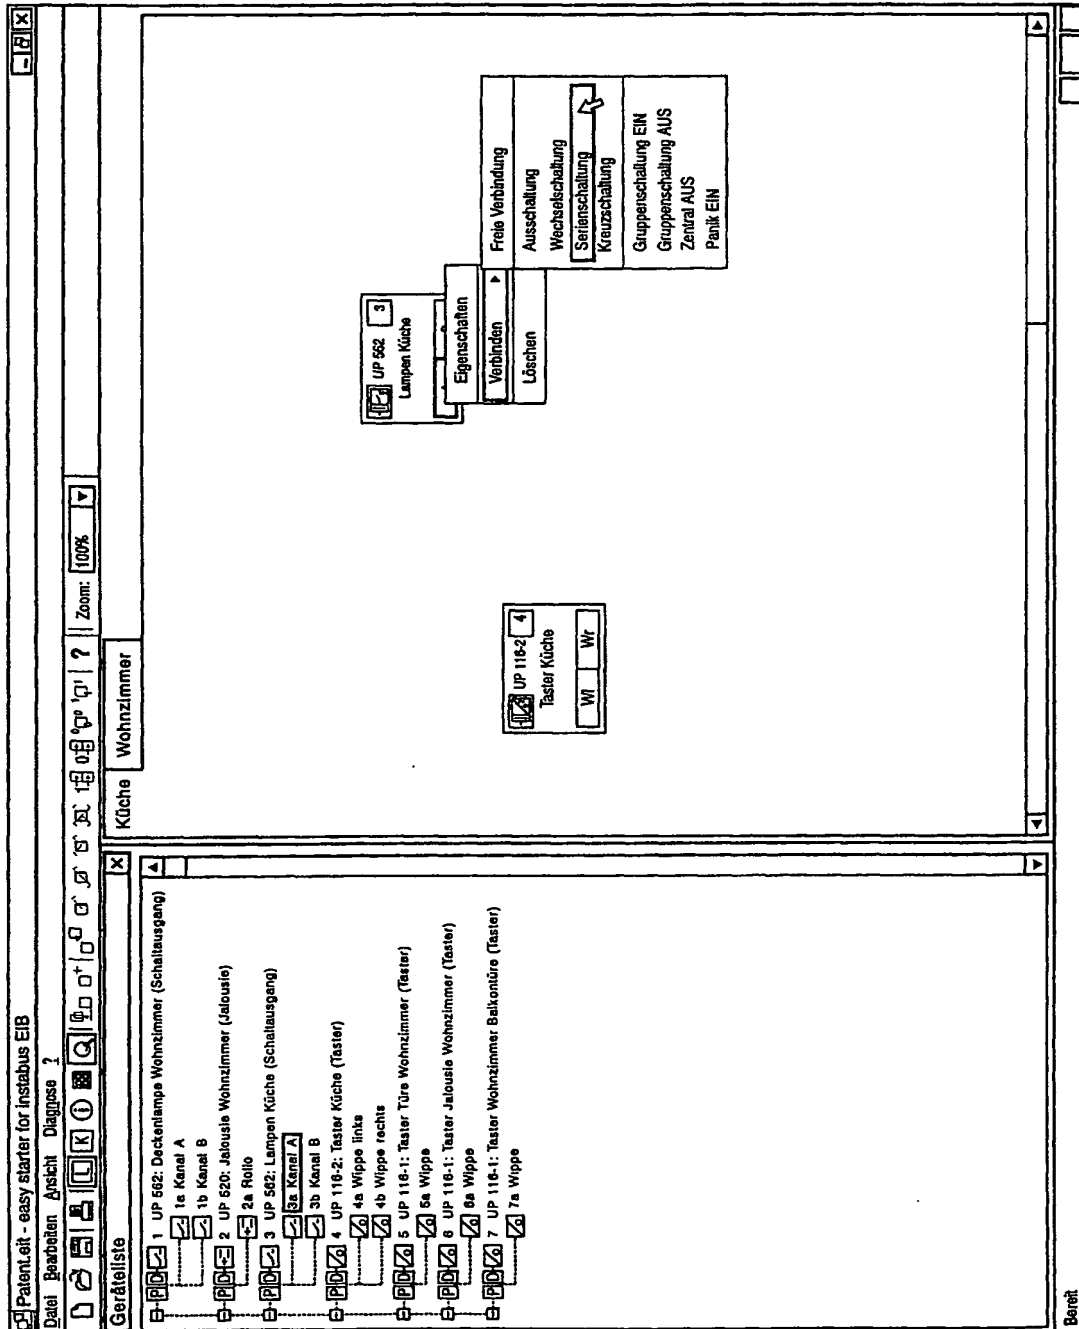 Patent.eit - easy starter for instabus EIB
Datei Bearbeiten Ansicht Diagnose ?
L K i ? Zoom: 100%
Geräteliste
1 UP 562: Deckenlampe Wohnzimmer (Schaltausgang)
1a Kanal A
1b Kanal B
2 UP 520: Jalousie Wohnzimmer (Jalousie)
2a Rollo
3 UP 562: Lampen Küche (Schaltausgang)
3a Kanal A
3b Kanal B
4 UP 116-2: Taster Küche (Taster)
4a Wippe links
4b Wippe rechts
5 UP 116-1: Taster Türe Wohnzimmer (Taster)
5a Wippe
6 UP 116-1: Taster Jalousie Wohnzimmer (Taster)
6a Wippe
7 UP 116-1: Taster Wohnzimmer Balkontüre (Taster)
7a Wippe
Küche Wohnzimmer
UP 116-2 4
Taster Küche
Wl Wr
UP 562 3
Lampen Küche
Eigenschaften
Verbinden
Löschen
Freie Verbindung
Ausschaltung
Wechselschaltung
Serienschaltung
Kreuzschaltung
Gruppenschaltung EIN
Gruppenschaltung AUS
Zentral AUS
Panik EIN
Bereit